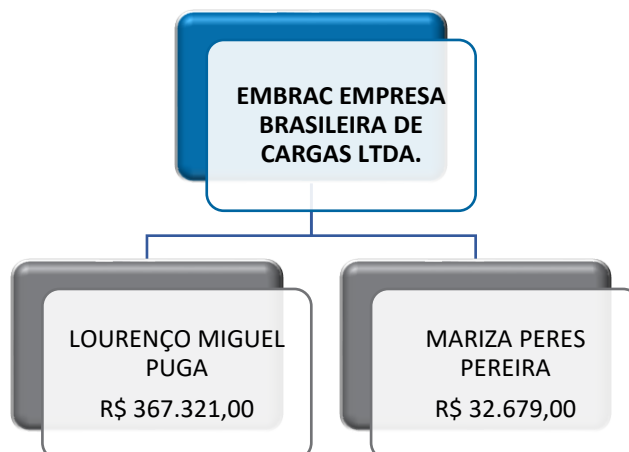 EMBRAC EMPRESA
BRASILEIRA DE
CARGAS LTDA.
LOURENÇO MIGUEL
PUGA
R$ 367.321,00
MARIZA PERES
PEREIRA
R$ 32.679,00